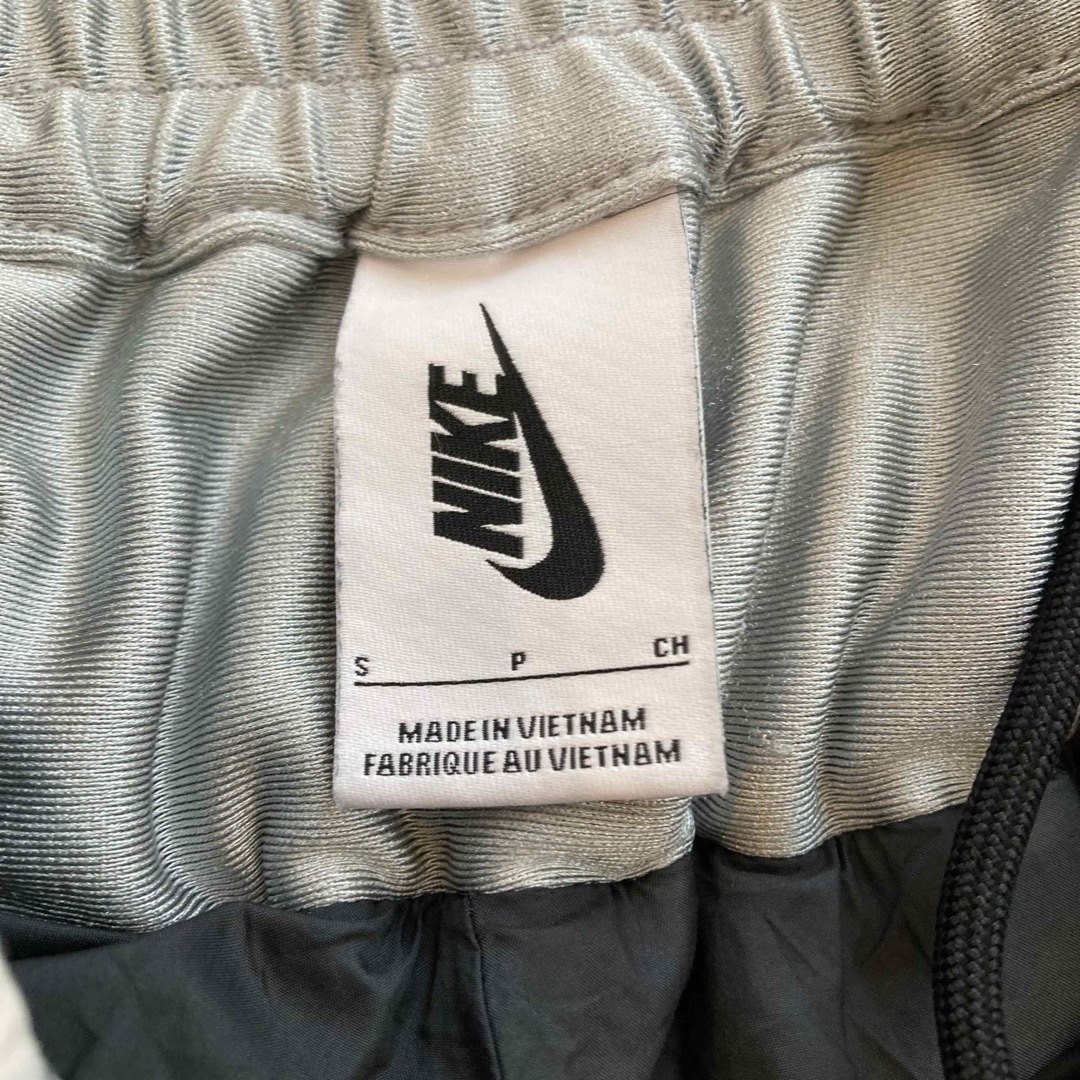 NIKE
S P CH
MADE IN VIETNAM
FABRIQUE AU VIETNAM